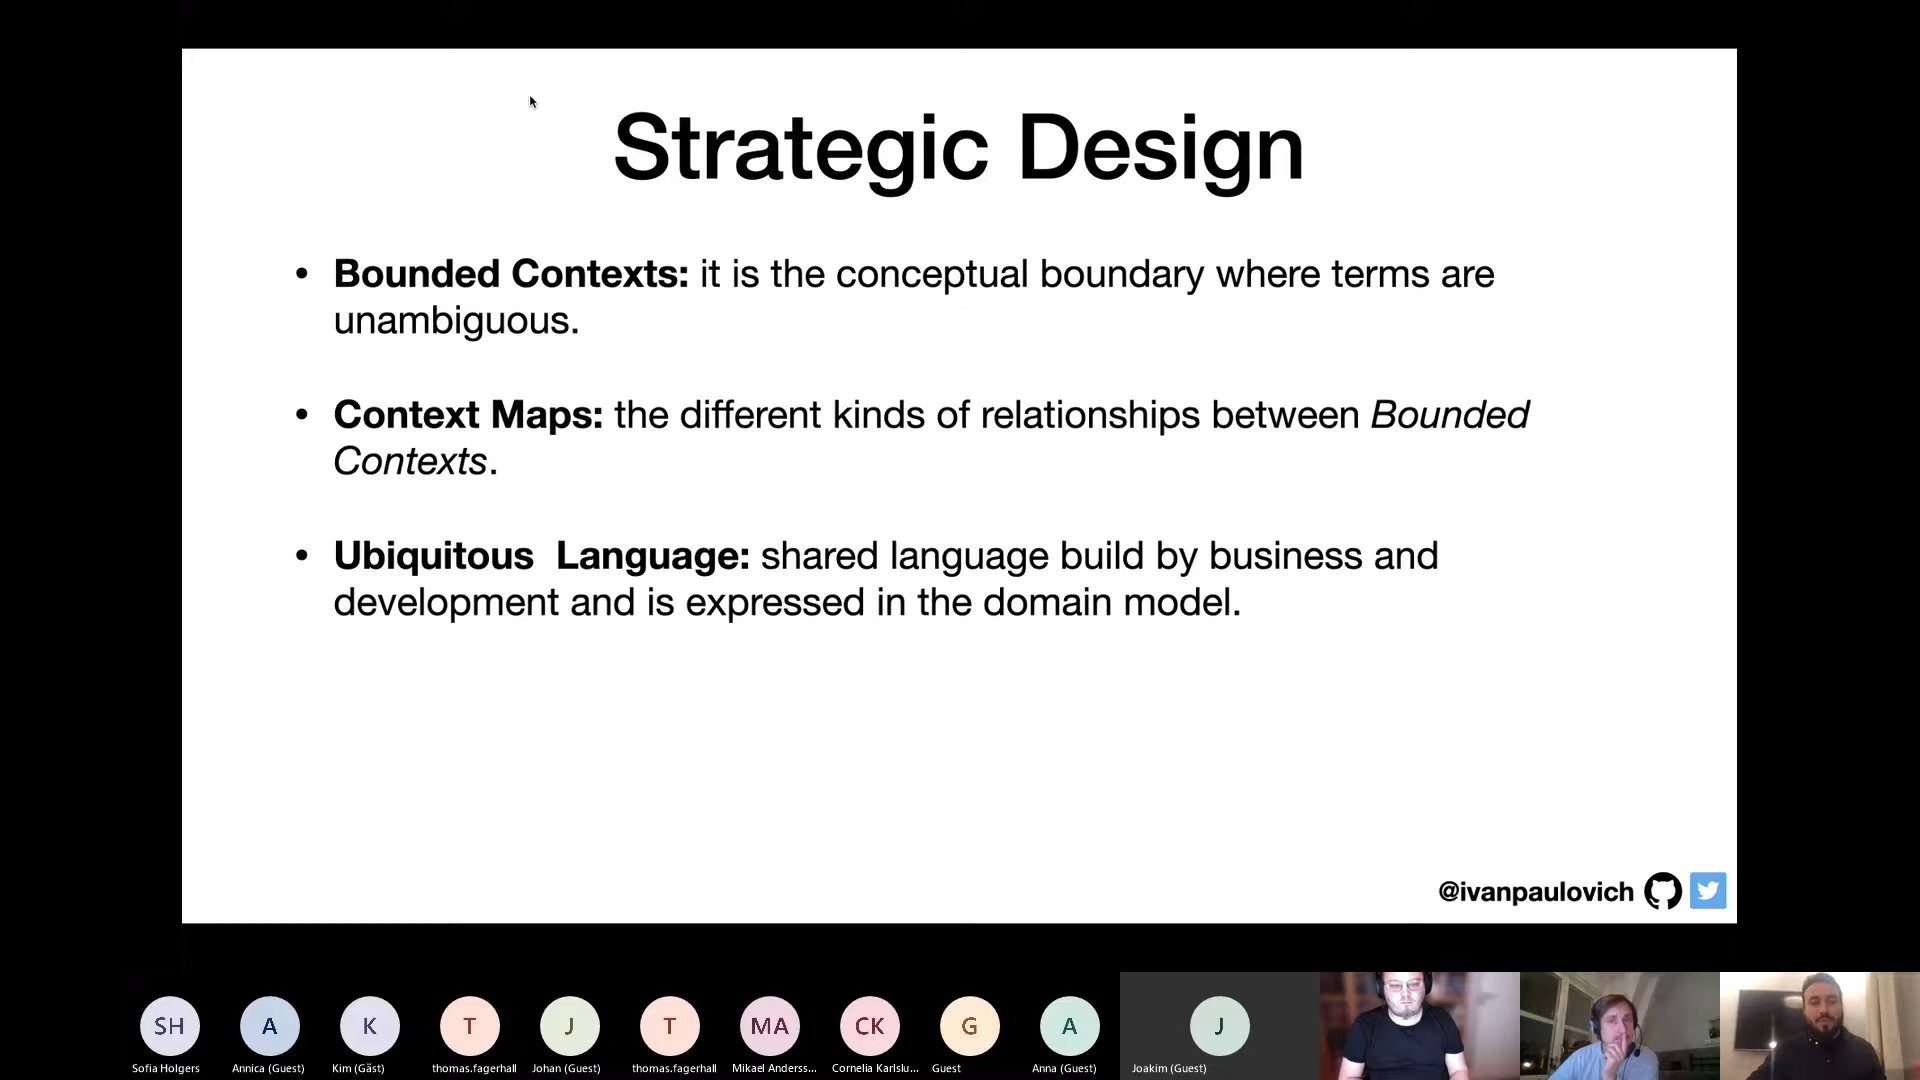 Strategic Design
• Bounded Contexts: it is the conceptual boundary where terms are
unambiguous.
• Context Maps: the different kinds of relationships between Bounded
Contexts.
• Ubiquitous  Language: shared language build by business and
development and is expressed in the domain model.
@ivanpaulovich
SH A K T J T MA CK G A J
Sofia Holgers Annica (Guest) Kim (Gäst) thomas.fagerhall Johan (Guest) thomas.fagerhall Mikael Anderss... Cornelia Karlslu... Guest Anna (Guest) Joakim (Guest)